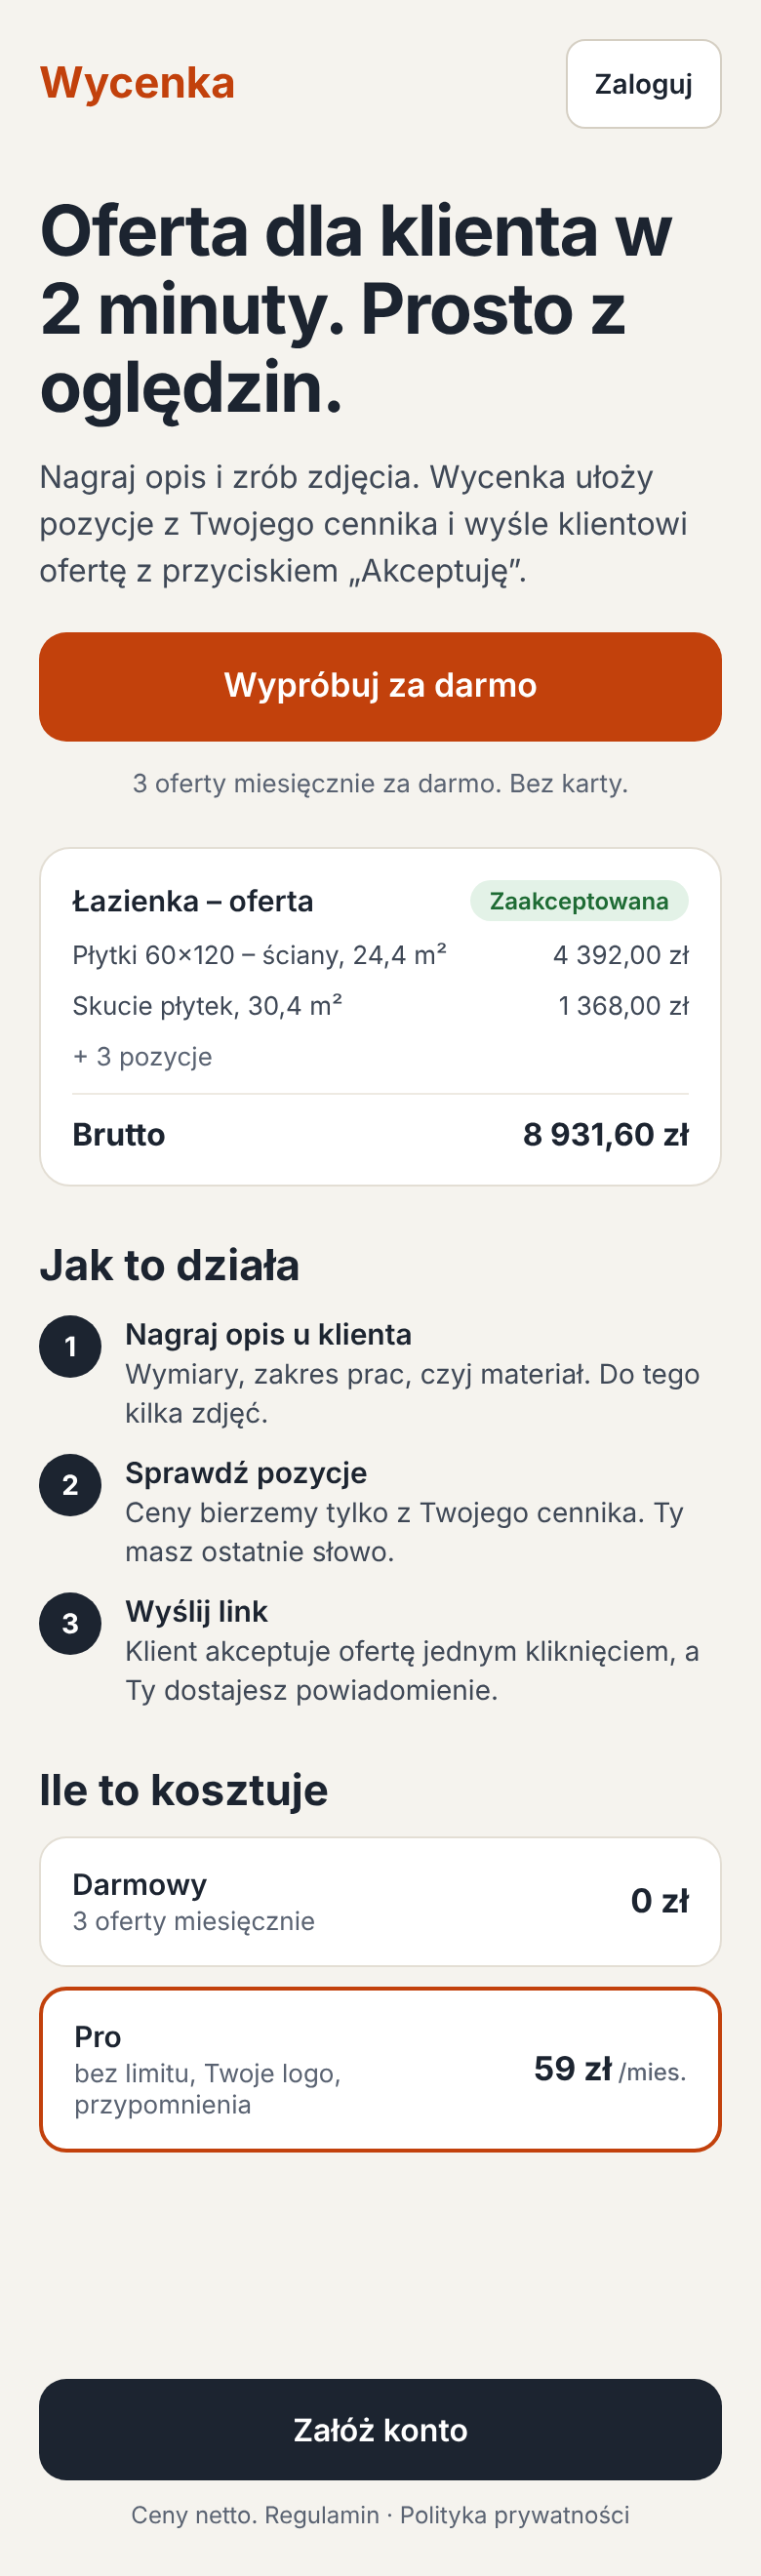 Wycenka
Zaloguj
Oferta dla klienta w
2 minuty. Prosto z
oględzin.
Nagraj opis i zrób zdjęcia. Wycenka ułoży
pozycje z Twojego cennika i wyśle klientowi
ofertę z przyciskiem „Akceptuję”.
Wypróbuj za darmo
3 oferty miesięcznie za darmo. Bez karty.
Łazienka – oferta
Zaakceptowana
Płytki 60×120 – ściany, 24,4 m² 4 392,00 zł
Skucie płytek, 30,4 m² 1 368,00 zł
+ 3 pozycje
Brutto 8 931,60 zł
Jak to działa
1 Nagraj opis u klienta
Wymiary, zakres prac, czyj materiał. Do tego
kilka zdjęć.
2 Sprawdź pozycje
Ceny bierzemy tylko z Twojego cennika. Ty
masz ostatnie słowo.
3 Wyślij link
Klient akceptuje ofertę jednym kliknięciem, a
Ty dostajesz powiadomienie.
Ile to kosztuje
Darmowy
3 oferty miesięcznie
0 zł
Pro
bez limitu, Twoje logo,
przypomnienia
59 zł /mies.
Załóż konto
Ceny netto. Regulamin · Polityka prywatności